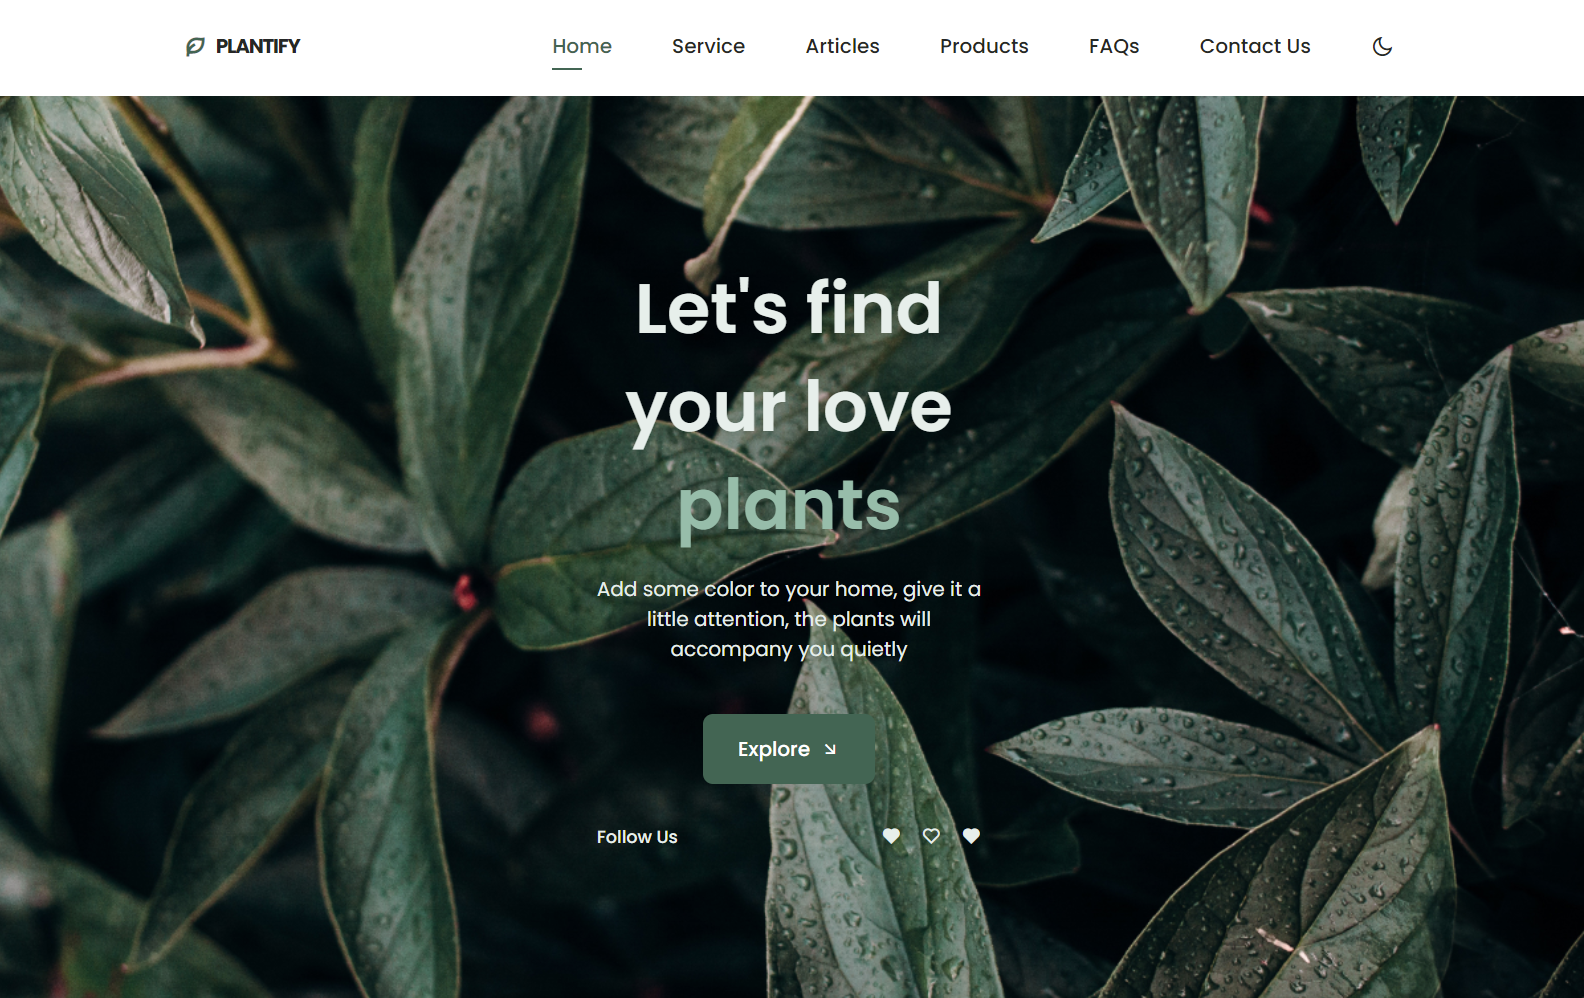 PLANTIFY
Home
Service
Articles
Products
FAQs
Contact Us
Let's find
your love
plants
Add some color to your home, give it a
little attention, the plants will
accompany you quietly
Explore
Follow Us